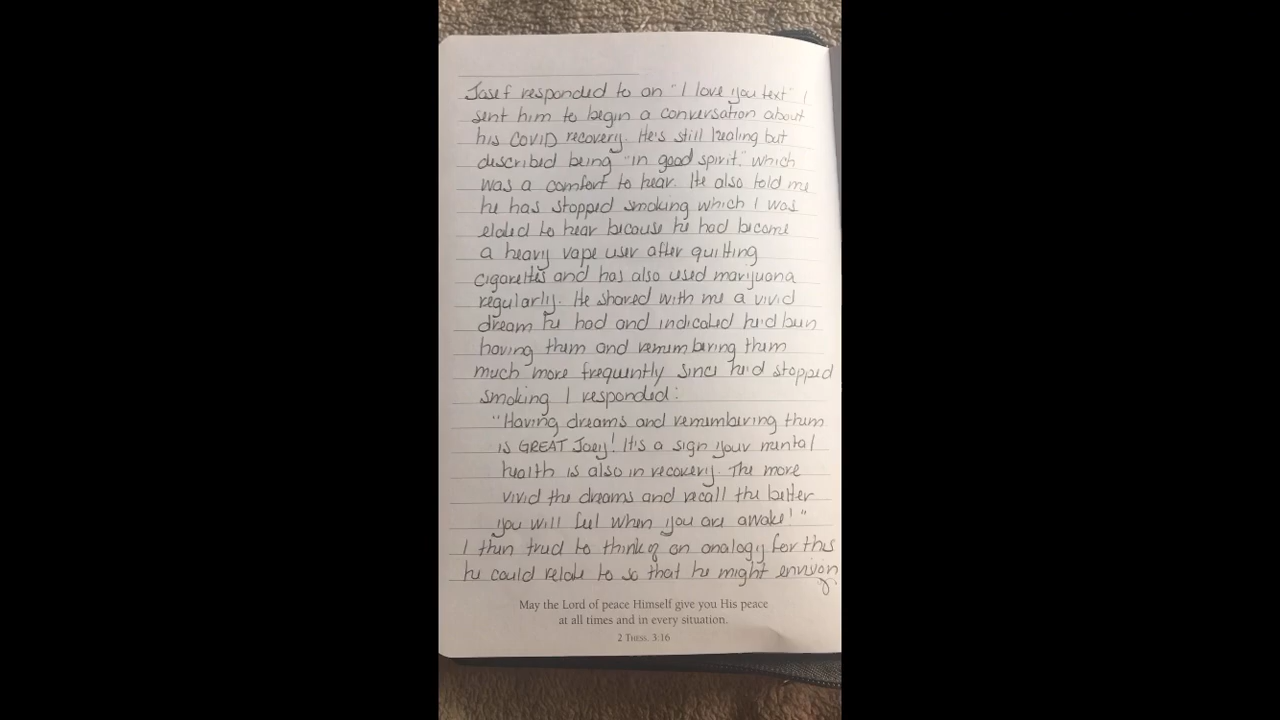 Josef responded to an "I love you text" I
sent him to begin a conversation about
his COVID recovery. He's still healing but
described being "in good spirit." which
was a comfort to hear. He also told me
he has stopped smoking which I was
elated to hear because he had become
a heavy vape user after quitting
cigarettes and has also used marijuana
regularly. He shared with me a vivid
dream he had and indicated he'd been
having them and remembering them
much more frequently since he'd stopped
smoking I responded:
"Having dreams and remembering them
is GREAT Joey! It's a sign your mental
health is also in recovery. The more
vivid the dreams and recall the better
you will feel when you are awake!"
I then tried to think of an analogy for this
he could relate to so that he might envision
May the Lord of peace Himself give you His peace
at all times and in every situation.
2 Thess. 3:16